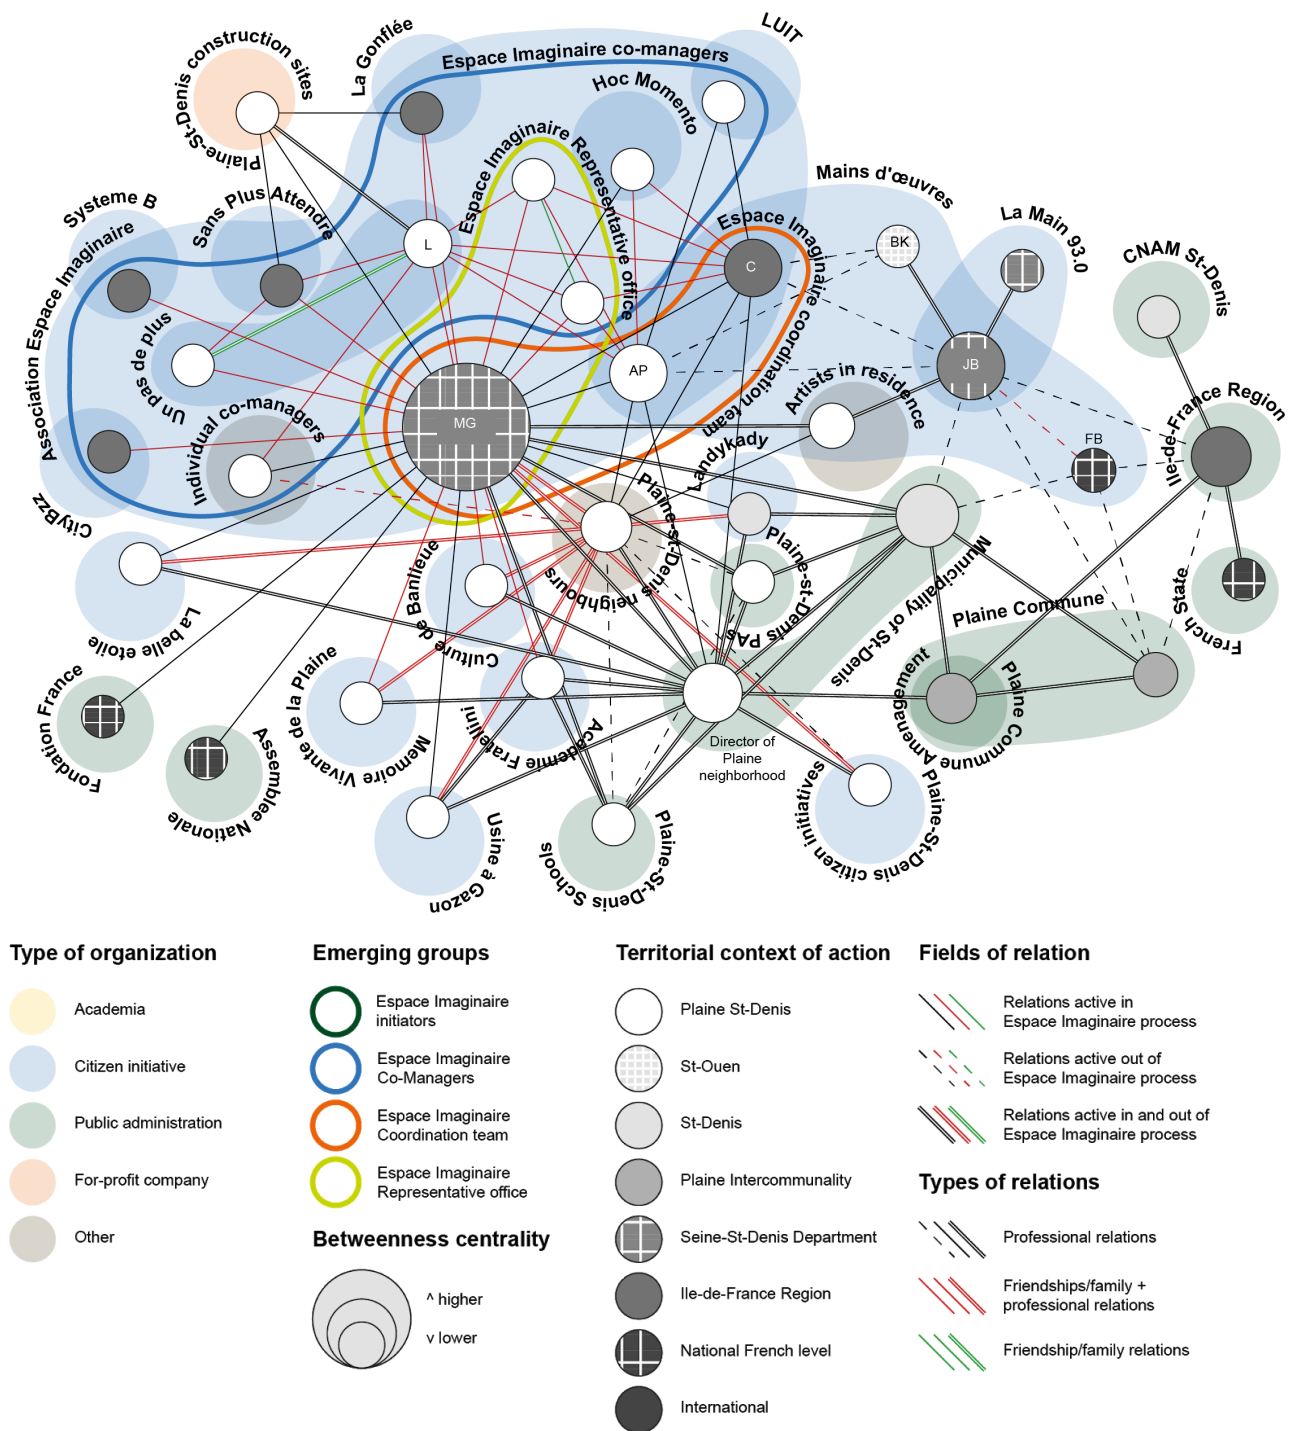 LUIT
La Gonflée
Espace Imaginaire co-managers
Plaine-St-Denis construction sites
Hoc Momento
Espace Imaginaire Representative office
Mains d'œuvres
Systeme B
Sans Plus Attendre
La Main 93.0
Espace Imaginaire coordination team
Association Espace Imaginaire
L
BK
CNAM St-Denis
C
Un pas de plus
AP
JB
Artists in residence
MG
Individual co-managers
FB
Ile-de-France Region
Landykady
CityBzz
Plaine-st-Denis neighbours
Plaine-st-Denis PAs
Municipality of St-Denis
Culture de Banlieue
La belle etoile
French State
Plaine Commune
Plaine Commune Amenagement
Fondation France
Memoire Vivante de la Plaine
Academie Fratellini
Assemblee Nationale
Director of
Plaine
neighborhood
Plaine-St-Denis citizen initiatives
Usine à Gazon
Plaine-St-Denis Schools
Type of organization
Academia
Citizen initiative
Public administration
For-profit company
Other
Emerging groups
Espace Imaginaire
initiators
Espace Imaginaire
Co-Managers
Espace Imaginaire
Coordination team
Espace Imaginaire
Representative office
Betweenness centrality
^ higher
v lower
Territorial context of action
Plaine St-Denis
St-Ouen
St-Denis
Plaine Intercommunality
Seine-St-Denis Department
Ile-de-France Region
National French level
International
Fields of relation
Relations active in
Espace Imaginaire process
Relations active out of
Espace Imaginaire process
Relations active in and out of
Espace Imaginaire process
Types of relations
Professional relations
Friendships/family +
professional relations
Friendship/family relations